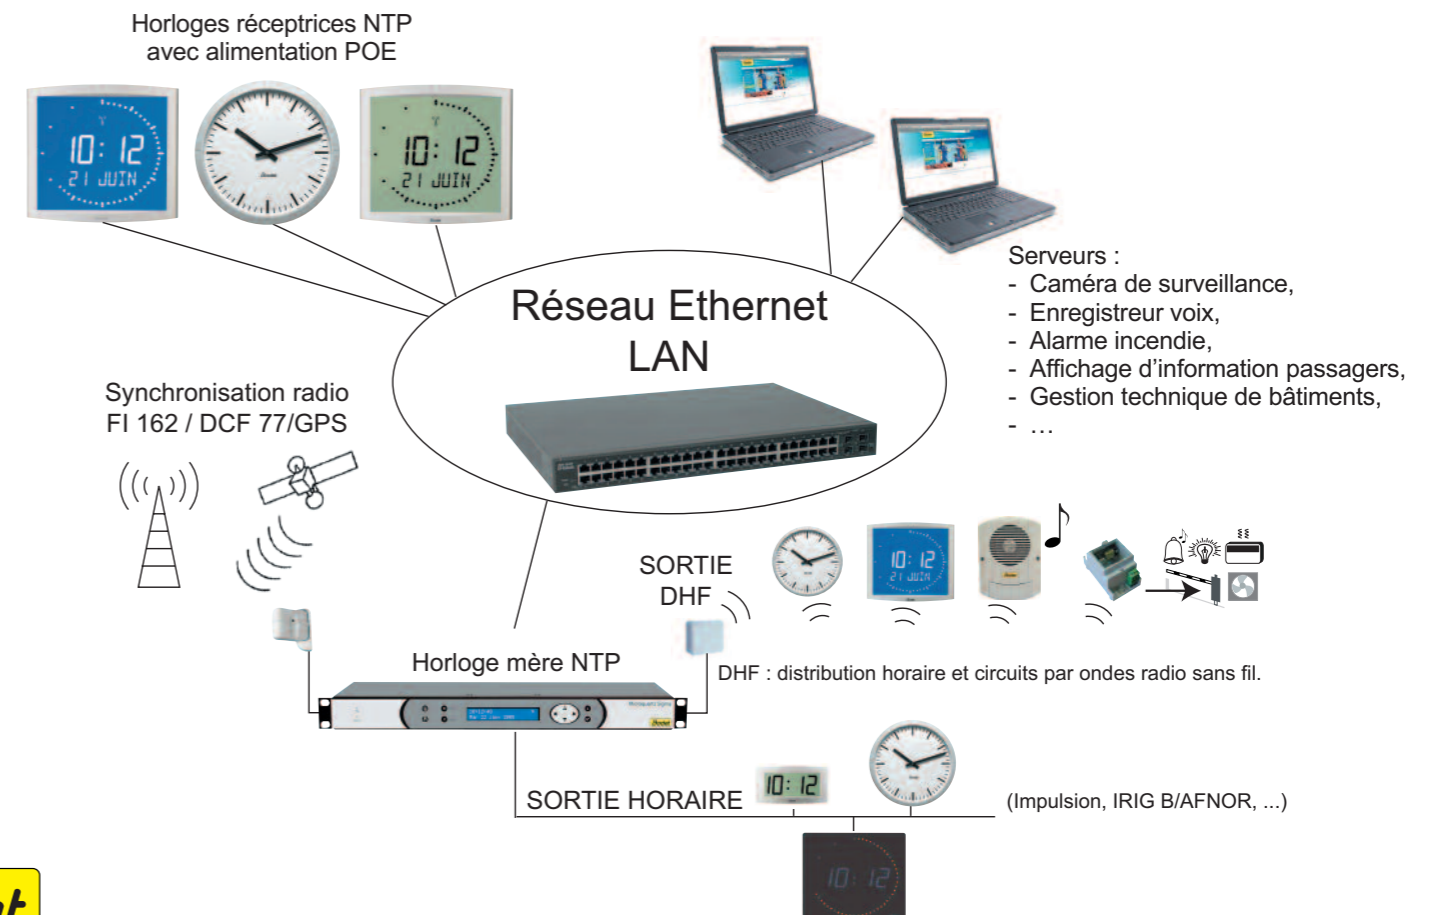 Horloges réceptrices NTP
avec alimentation POE
10:12
21 JUIN
10:12
21 JUIN
Réseau Ethernet
LAN
Serveurs :
- Caméra de surveillance,
- Enregistreur voix,
- Alarme incendie,
- Affichage d'information passagers,
- Gestion technique de bâtiments,
- …
Synchronisation radio
FI 162 / DCF 77/GPS
SORTIE
DHF
10:12
21 JUIN
Horloge mère NTP
DHF : distribution horaire et circuits par ondes radio sans fil.
Bodet
SORTIE HORAIRE
10:12
(Impulsion, IRIG B/AFNOR, ...)
10:12